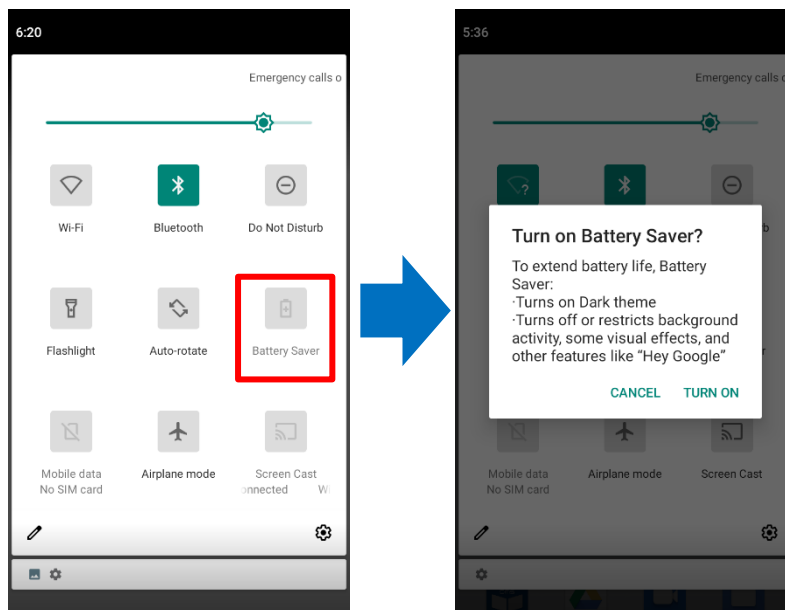 6:20
Emergency calls o
Wi-Fi
Bluetooth
Do Not Disturb
Flashlight
Auto-rotate
Battery Saver
Mobile data
No SIM card
Airplane mode
Screen Cast
onnected Wi
5:36
Emergency calls o
b
Turn on Battery Saver?
To extend battery life, Battery
Saver:
·Turns on Dark theme
·Turns off or restricts background
activity, some visual effects, and
other features like “Hey Google”
CANCEL TURN ON
r
Mobile data
No SIM card
Airplane mode
Screen Cast